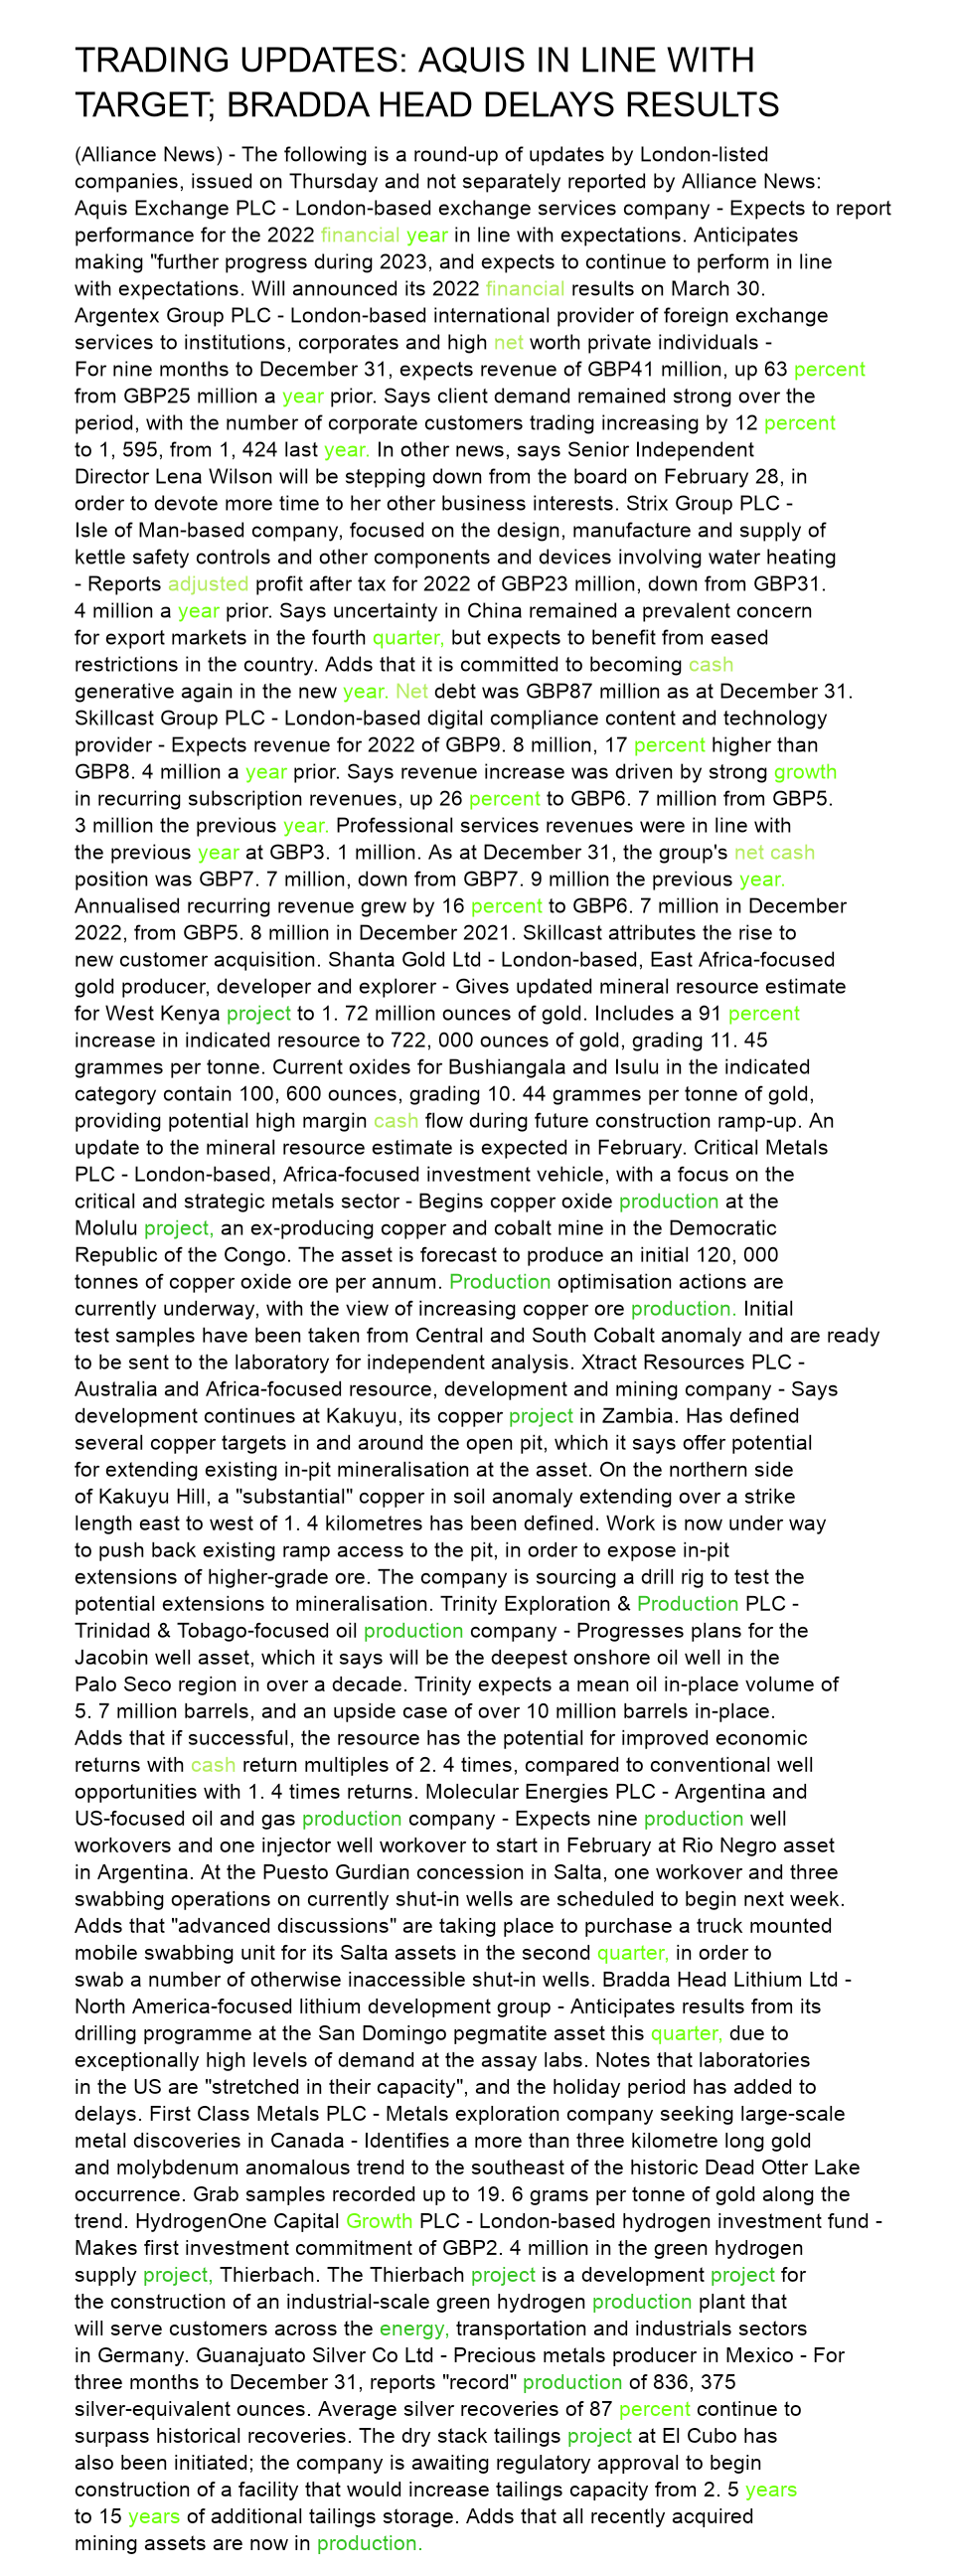 TRADING UPDATES: AQUIS IN LINE WITH
TARGET; BRADDA HEAD DELAYS RESULTS
(Alliance News) - The following is a round-up of updates by London-listed
companies, issued on Thursday and not separately reported by Alliance News:
Aquis Exchange PLC - London-based exchange services company - Expects to report
performance for the 2022 financial year in line with expectations. Anticipates
making "further progress during 2023, and expects to continue to perform in line
with expectations. Will announced its 2022 financial results on March 30.
Argentex Group PLC - London-based international provider of foreign exchange
services to institutions, corporates and high net worth private individuals -
For nine months to December 31, expects revenue of GBP41 million, up 63 percent
from GBP25 million a year prior. Says client demand remained strong over the
period, with the number of corporate customers trading increasing by 12 percent
to 1, 595, from 1, 424 last year. In other news, says Senior Independent
Director Lena Wilson will be stepping down from the board on February 28, in
order to devote more time to her other business interests. Strix Group PLC -
Isle of Man-based company, focused on the design, manufacture and supply of
kettle safety controls and other components and devices involving water heating
- Reports adjusted profit after tax for 2022 of GBP23 million, down from GBP31.
4 million a year prior. Says uncertainty in China remained a prevalent concern
for export markets in the fourth quarter, but expects to benefit from eased
restrictions in the country. Adds that it is committed to becoming cash
generative again in the new year. Net debt was GBP87 million as at December 31.
Skillcast Group PLC - London-based digital compliance content and technology
provider - Expects revenue for 2022 of GBP9. 8 million, 17 percent higher than
GBP8. 4 million a year prior. Says revenue increase was driven by strong growth
in recurring subscription revenues, up 26 percent to GBP6. 7 million from GBP5.
3 million the previous year. Professional services revenues were in line with
the previous year at GBP3. 1 million. As at December 31, the group's net cash
position was GBP7. 7 million, down from GBP7. 9 million the previous year.
Annualised recurring revenue grew by 16 percent to GBP6. 7 million in December
2022, from GBP5. 8 million in December 2021. Skillcast attributes the rise to
new customer acquisition. Shanta Gold Ltd - London-based, East Africa-focused
gold producer, developer and explorer - Gives updated mineral resource estimate
for West Kenya project to 1. 72 million ounces of gold. Includes a 91 percent
increase in indicated resource to 722, 000 ounces of gold, grading 11. 45
grammes per tonne. Current oxides for Bushiangala and Isulu in the indicated
category contain 100, 600 ounces, grading 10. 44 grammes per tonne of gold,
providing potential high margin cash flow during future construction ramp-up. An
update to the mineral resource estimate is expected in February. Critical Metals
PLC - London-based, Africa-focused investment vehicle, with a focus on the
critical and strategic metals sector - Begins copper oxide production at the
Molulu project, an ex-producing copper and cobalt mine in the Democratic
Republic of the Congo. The asset is forecast to produce an initial 120, 000
tonnes of copper oxide ore per annum. Production optimisation actions are
currently underway, with the view of increasing copper ore production. Initial
test samples have been taken from Central and South Cobalt anomaly and are ready
to be sent to the laboratory for independent analysis. Xtract Resources PLC -
Australia and Africa-focused resource, development and mining company - Says
development continues at Kakuyu, its copper project in Zambia. Has defined
several copper targets in and around the open pit, which it says offer potential
for extending existing in-pit mineralisation at the asset. On the northern side
of Kakuyu Hill, a "substantial" copper in soil anomaly extending over a strike
length east to west of 1. 4 kilometres has been defined. Work is now under way
to push back existing ramp access to the pit, in order to expose in-pit
extensions of higher-grade ore. The company is sourcing a drill rig to test the
potential extensions to mineralisation. Trinity Exploration & Production PLC -
Trinidad & Tobago-focused oil production company - Progresses plans for the
Jacobin well asset, which it says will be the deepest onshore oil well in the
Palo Seco region in over a decade. Trinity expects a mean oil in-place volume of
5. 7 million barrels, and an upside case of over 10 million barrels in-place.
Adds that if successful, the resource has the potential for improved economic
returns with cash return multiples of 2. 4 times, compared to conventional well
opportunities with 1. 4 times returns. Molecular Energies PLC - Argentina and
US-focused oil and gas production company - Expects nine production well
workovers and one injector well workover to start in February at Rio Negro asset
in Argentina. At the Puesto Gurdian concession in Salta, one workover and three
swabbing operations on currently shut-in wells are scheduled to begin next week.
Adds that "advanced discussions" are taking place to purchase a truck mounted
mobile swabbing unit for its Salta assets in the second quarter, in order to
swab a number of otherwise inaccessible shut-in wells. Bradda Head Lithium Ltd -
North America-focused lithium development group - Anticipates results from its
drilling programme at the San Domingo pegmatite asset this quarter, due to
exceptionally high levels of demand at the assay labs. Notes that laboratories
in the US are "stretched in their capacity", and the holiday period has added to
delays. First Class Metals PLC - Metals exploration company seeking large-scale
metal discoveries in Canada - Identifies a more than three kilometre long gold
and molybdenum anomalous trend to the southeast of the historic Dead Otter Lake
occurrence. Grab samples recorded up to 19. 6 grams per tonne of gold along the
trend. HydrogenOne Capital Growth PLC - London-based hydrogen investment fund -
Makes first investment commitment of GBP2. 4 million in the green hydrogen
supply project, Thierbach. The Thierbach project is a development project for
the construction of an industrial-scale green hydrogen production plant that
will serve customers across the energy, transportation and industrials sectors
in Germany. Guanajuato Silver Co Ltd - Precious metals producer in Mexico - For
three months to December 31, reports "record" production of 836, 375
silver-equivalent ounces. Average silver recoveries of 87 percent continue to
surpass historical recoveries. The dry stack tailings project at El Cubo has
also been initiated; the company is awaiting regulatory approval to begin
construction of a facility that would increase tailings capacity from 2. 5 years
to 15 years of additional tailings storage. Adds that all recently acquired
mining assets are now in production.